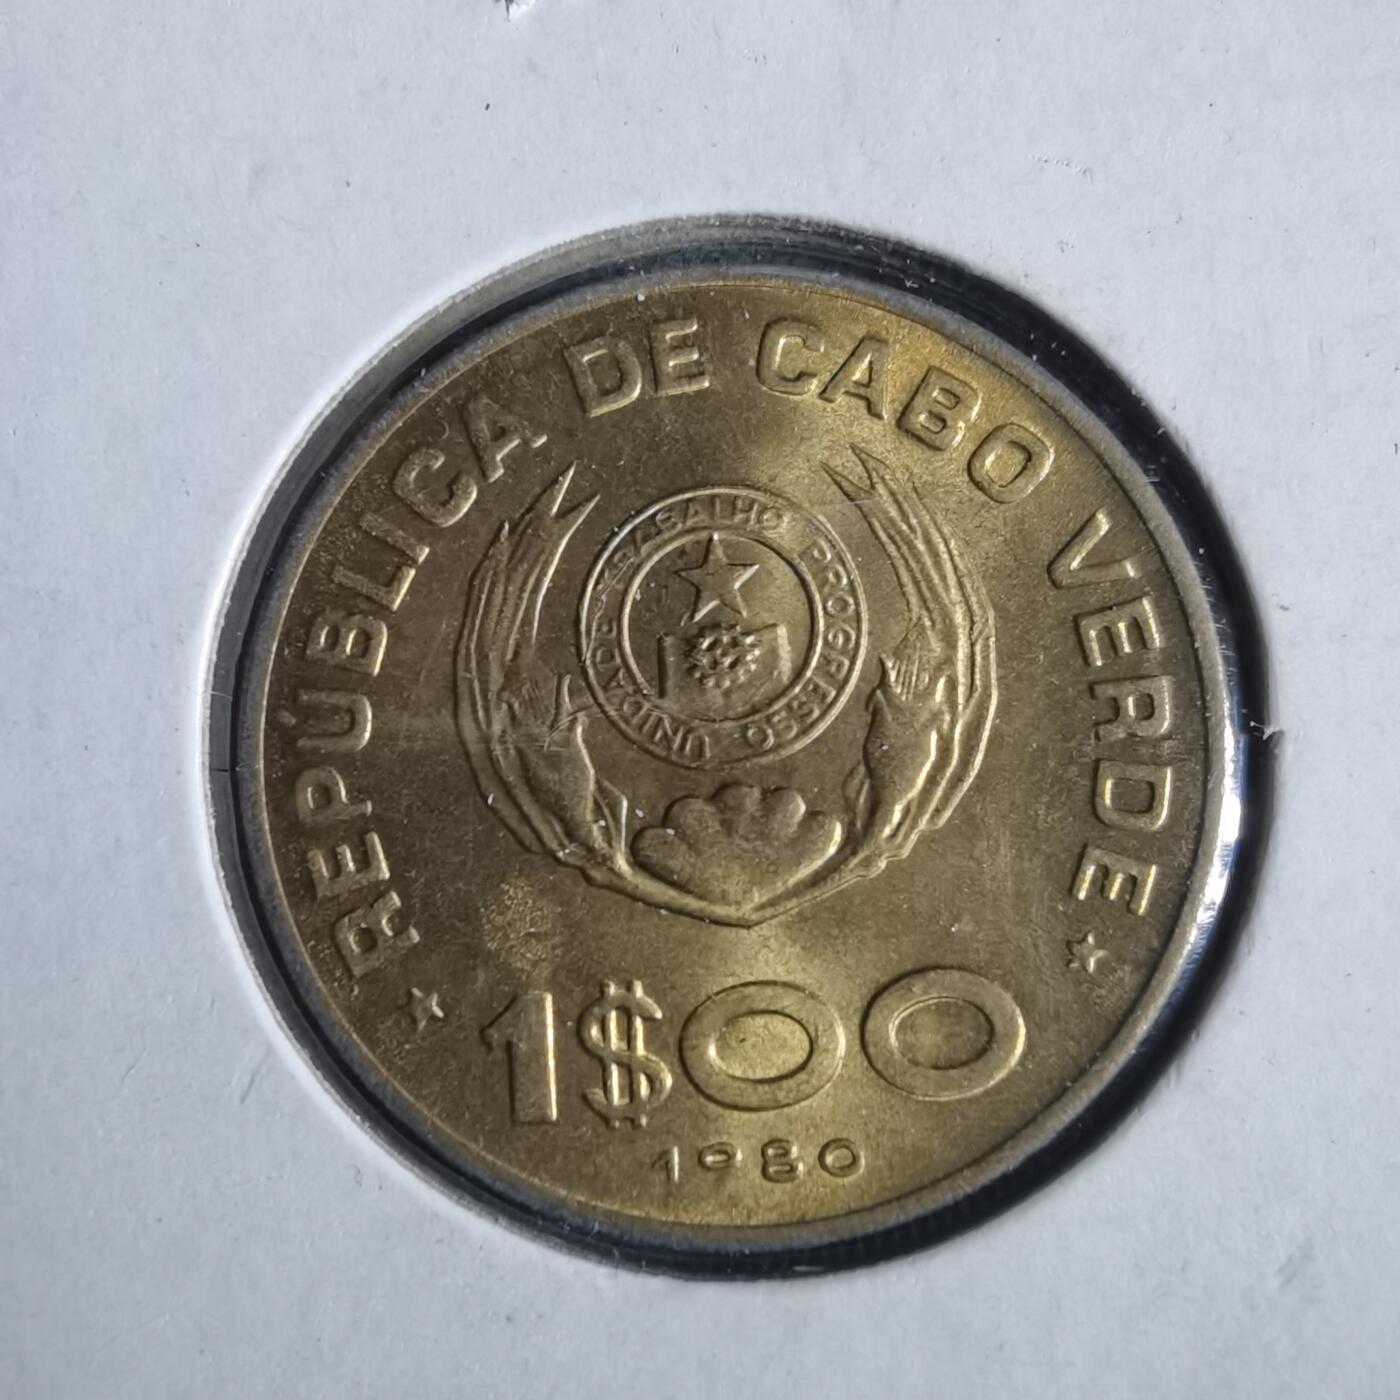 REPÚBLICA DE CABO VERDE
UNIDADE TRABALHO PROGRESSO
1$00
1980